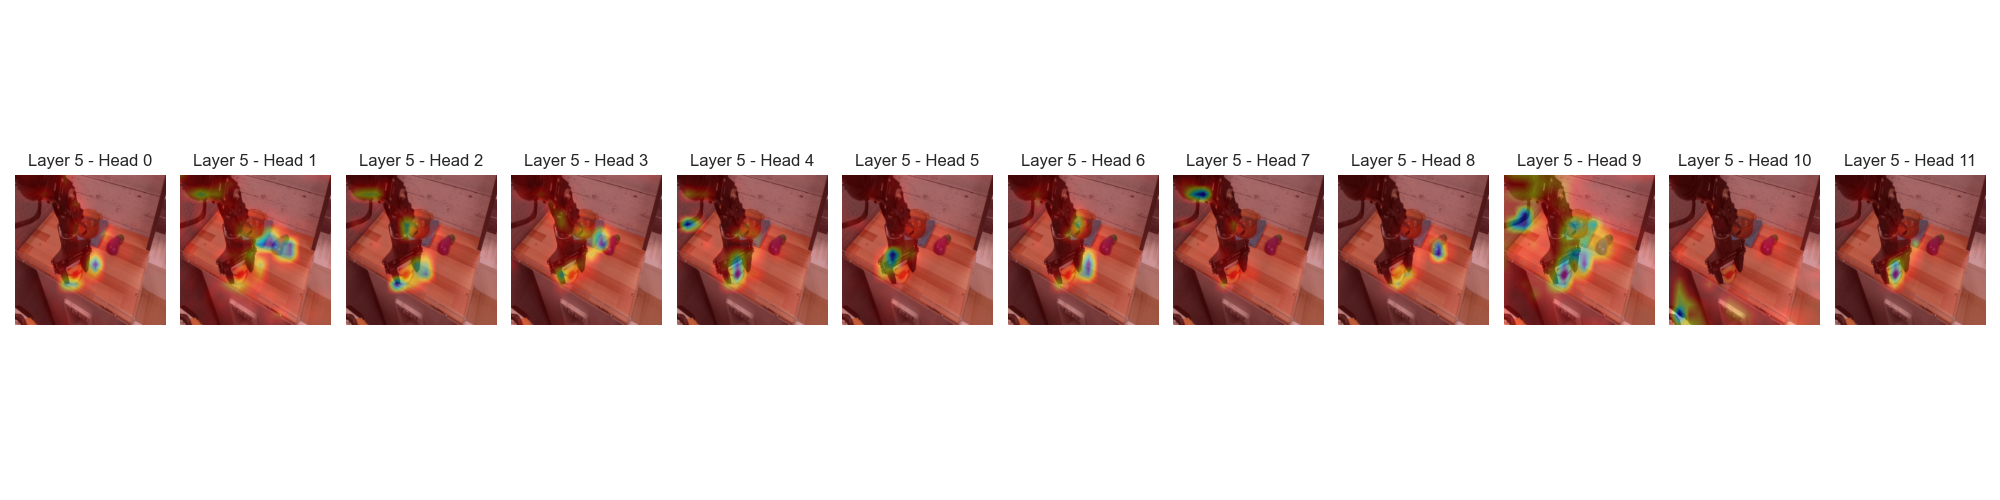 Layer 5 - Head 0
Layer 5 - Head 1
Layer 5 - Head 2
Layer 5 - Head 3
Layer 5 - Head 4
Layer 5 - Head 5
Layer 5 - Head 6
Layer 5 - Head 7
Layer 5 - Head 8
Layer 5 - Head 9
Layer 5 - Head 10
Layer 5 - Head 11